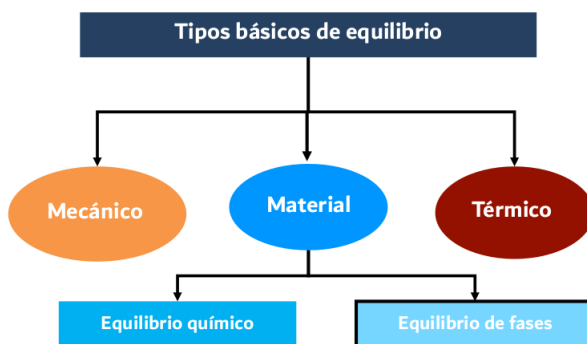 Tipos básicos de equilibrio
Mecánico
Material
Térmico
Equilibrio químico
Equilibrio de fases